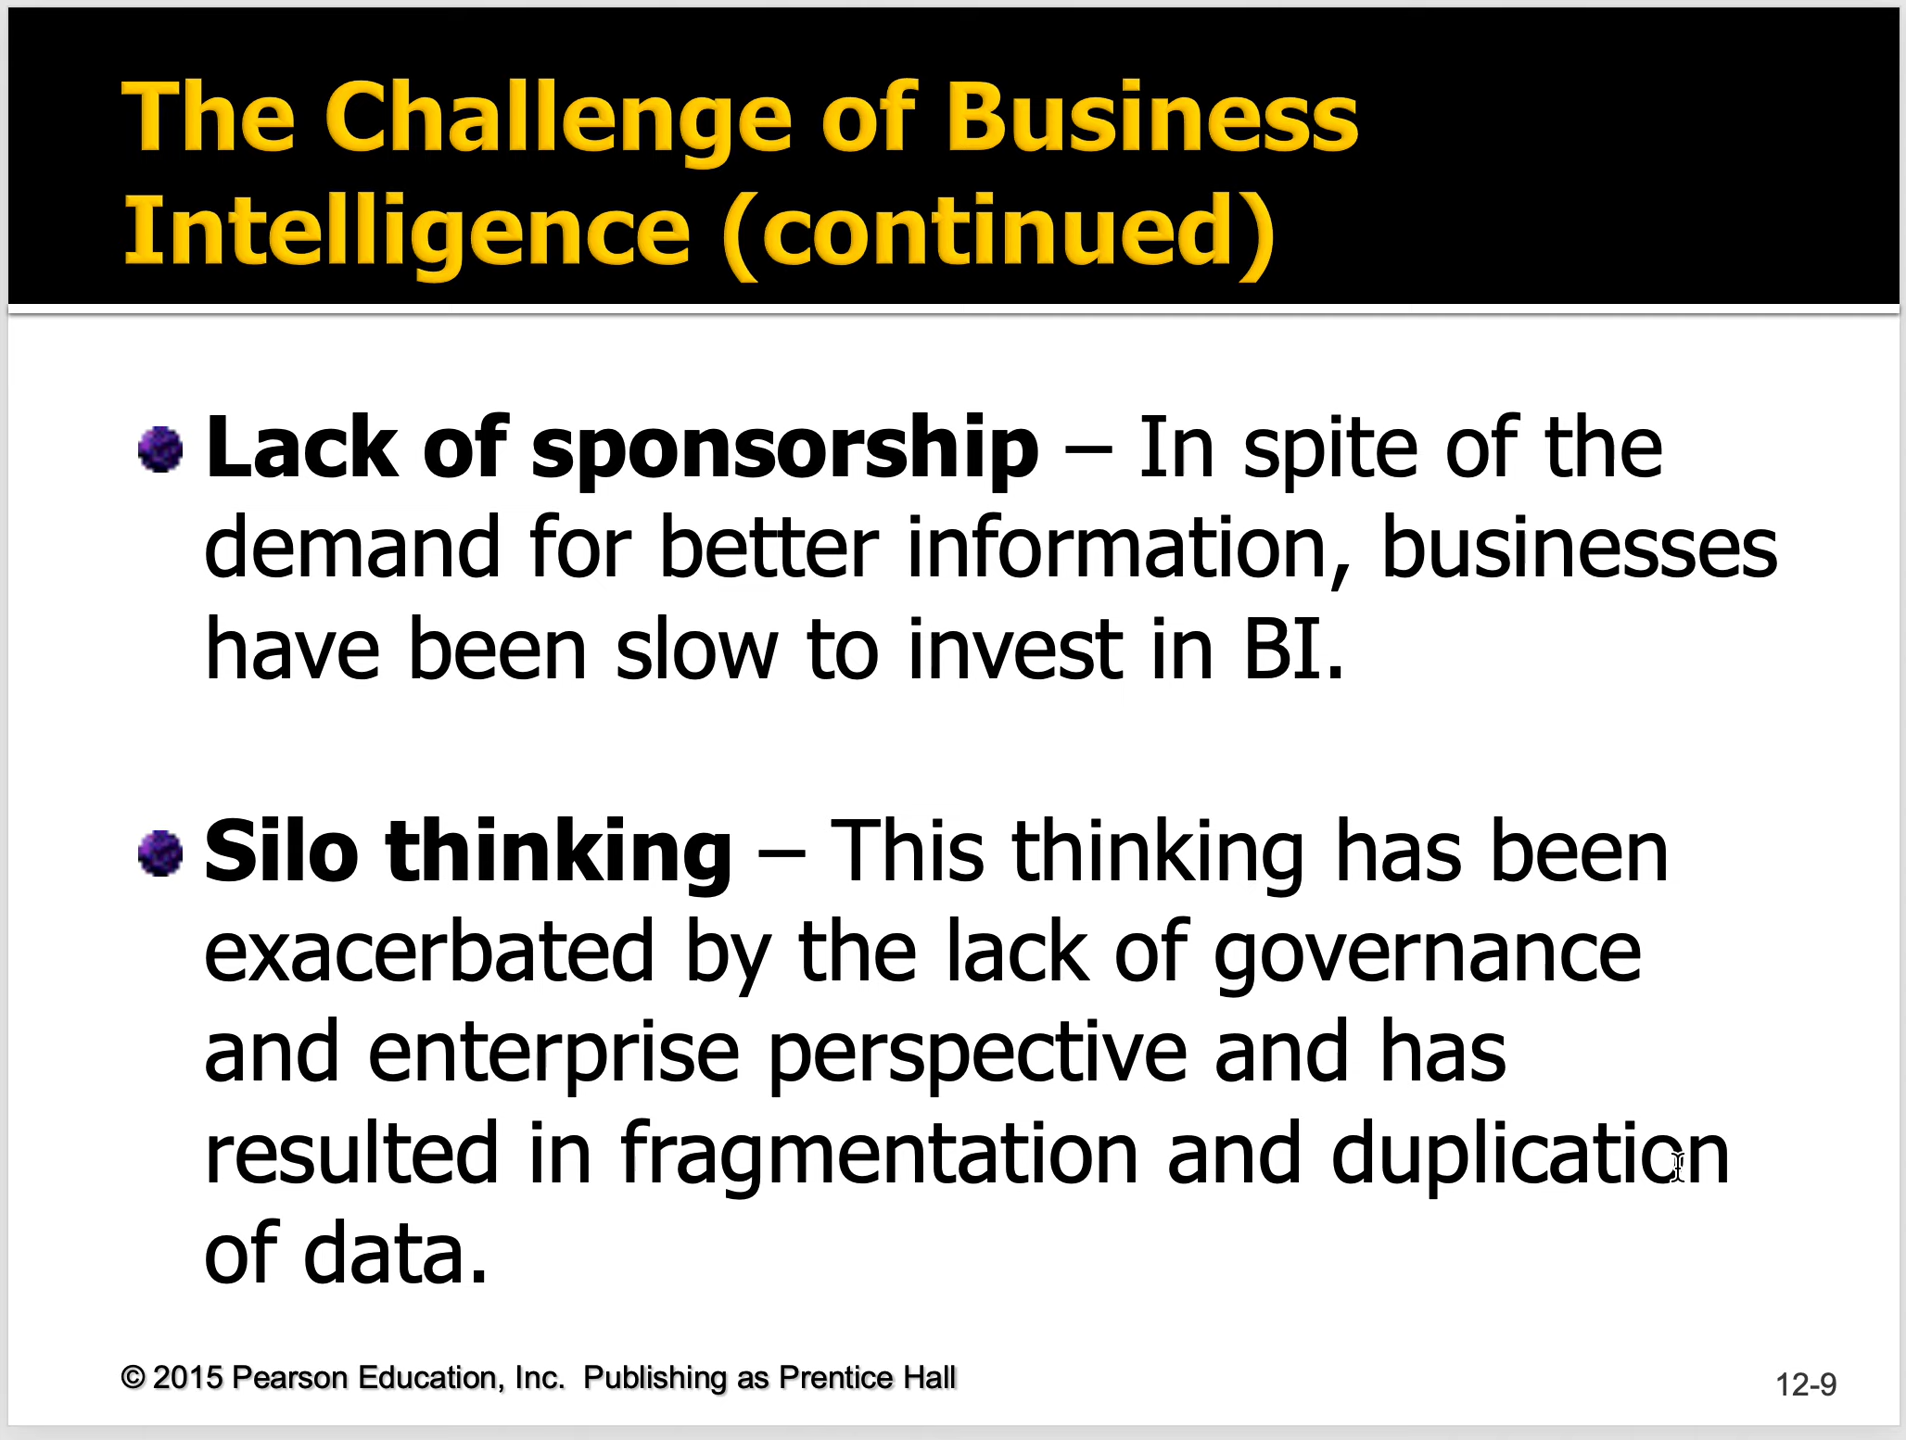 The Challenge of Business
Intelligence (continued)
Lack of sponsorship – In spite of the
demand for better information, businesses
have been slow to invest in BI.
Silo thinking – This thinking has been
exacerbated by the lack of governance
and enterprise perspective and has
resulted in fragmentation and duplication
of data.
© 2015 Pearson Education, Inc. Publishing as Prentice Hall
12-9